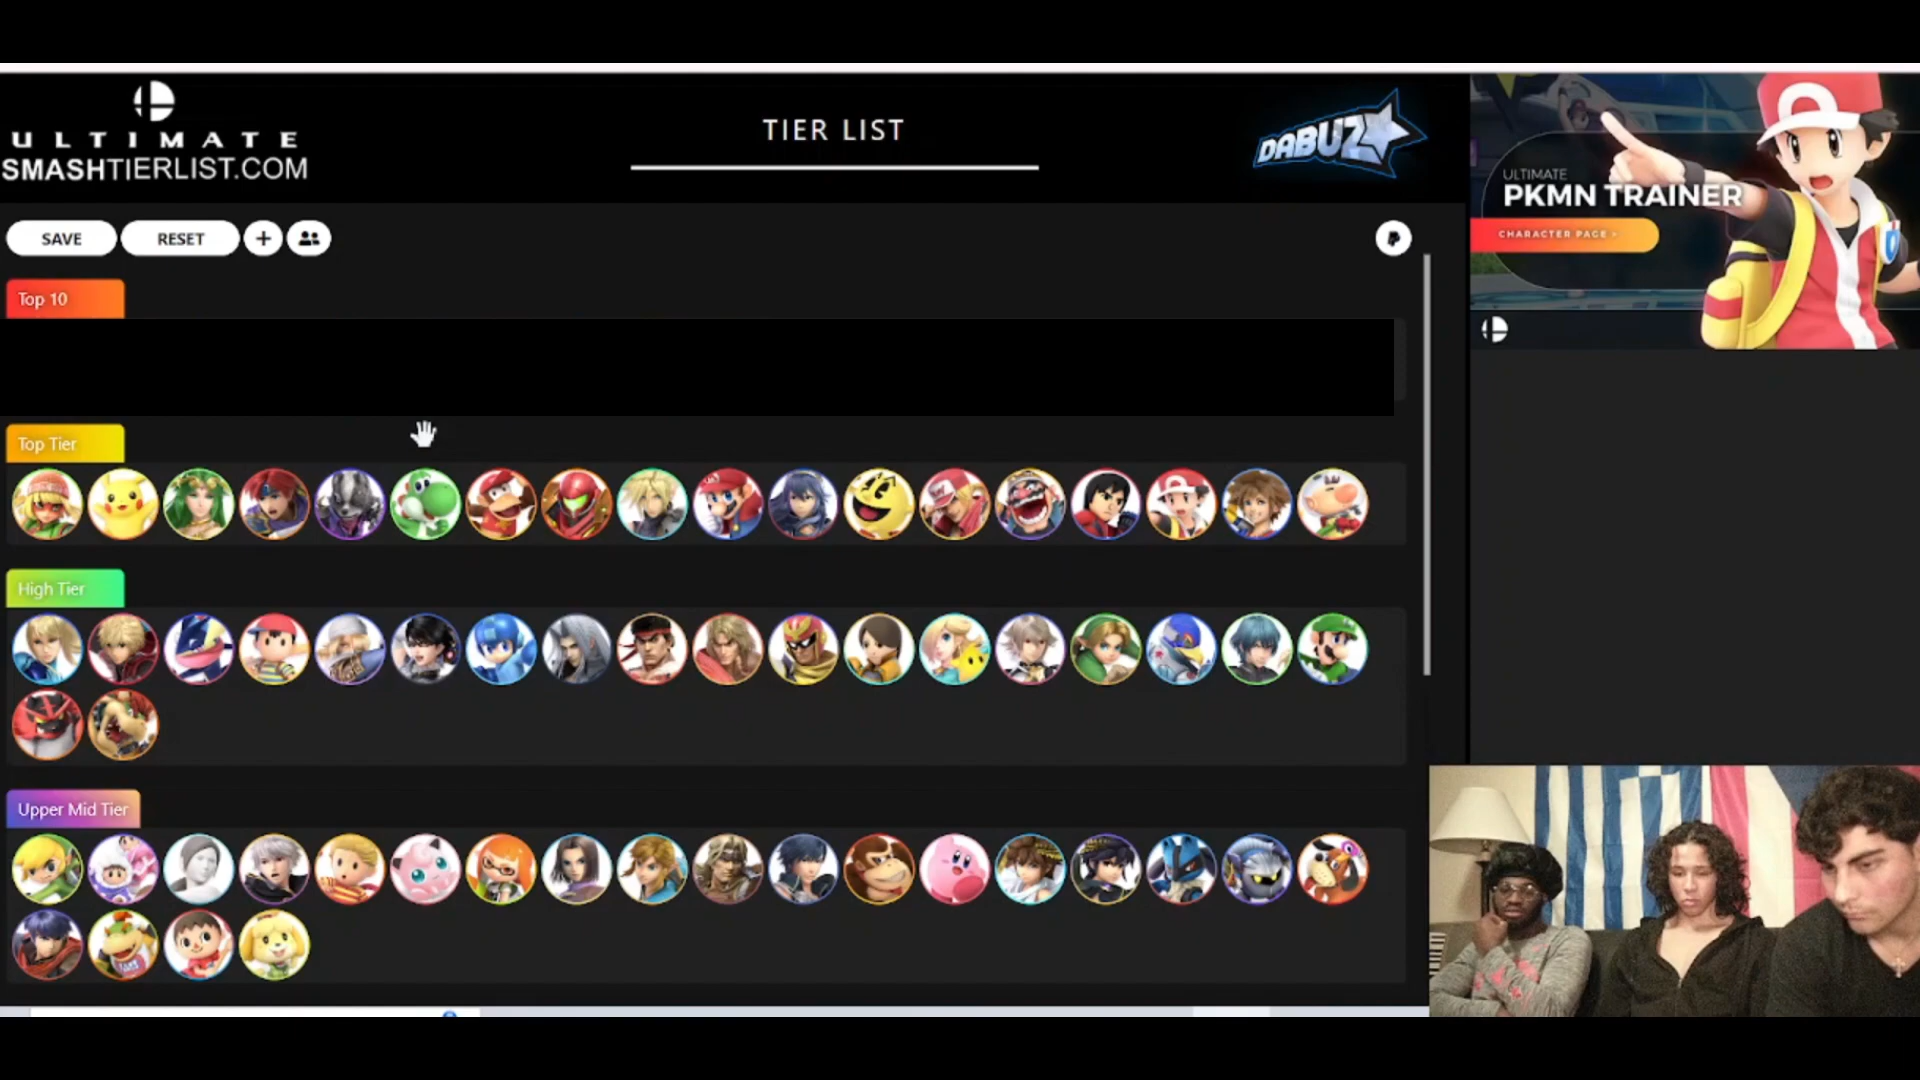 ULTIMATE
SMASHTIERLIST.COM
TIER LIST
DABUZ
SAVE
RESET
+
Top 10
Top Tier
High Tier
Upper Mid Tier
ULTIMATE
PKMN TRAINER
CHARACTER PAGE >